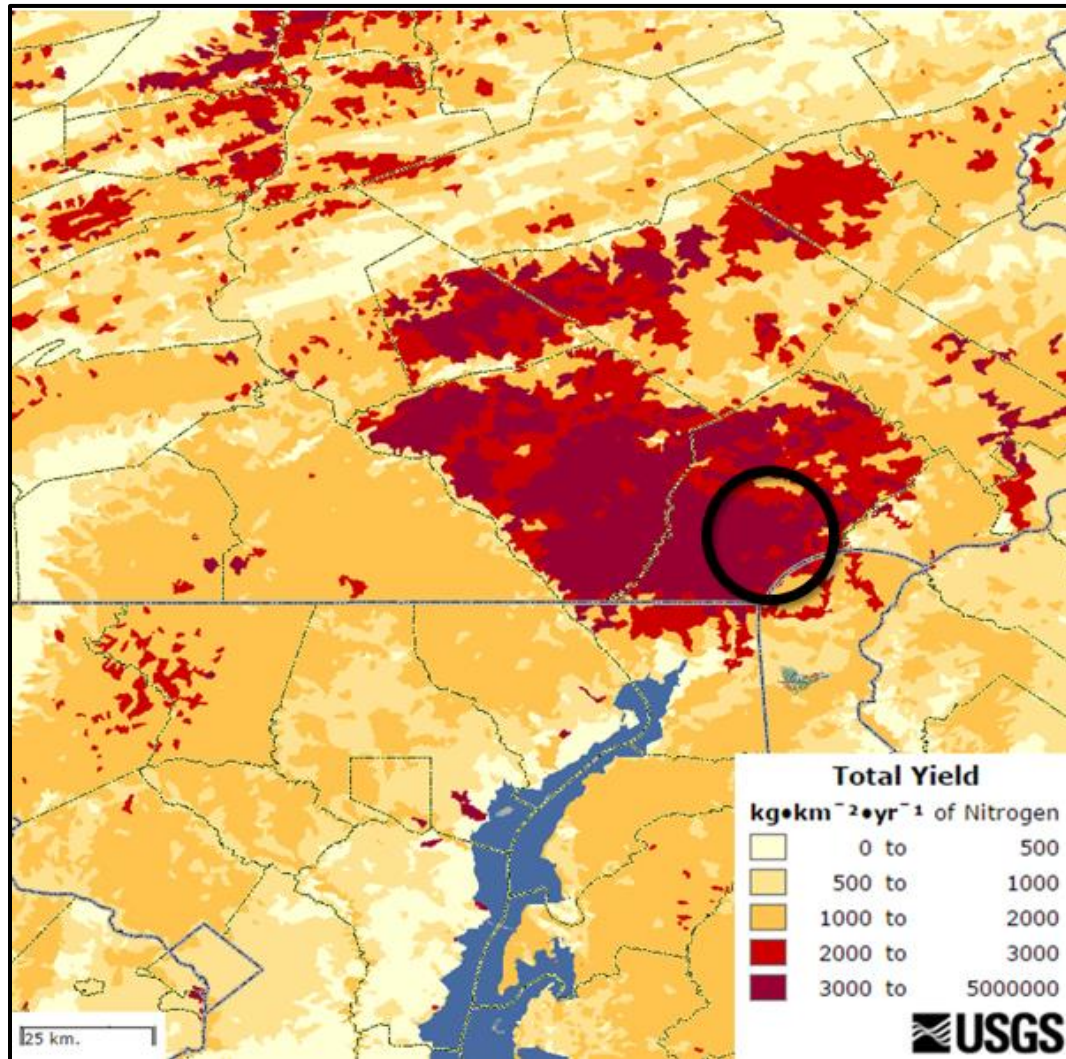 Total Yield
kg•km⁻²•yr⁻¹ of Nitrogen
0 to 500
500 to 1000
1000 to 2000
2000 to 3000
3000 to 5000000
25 km.
USGS